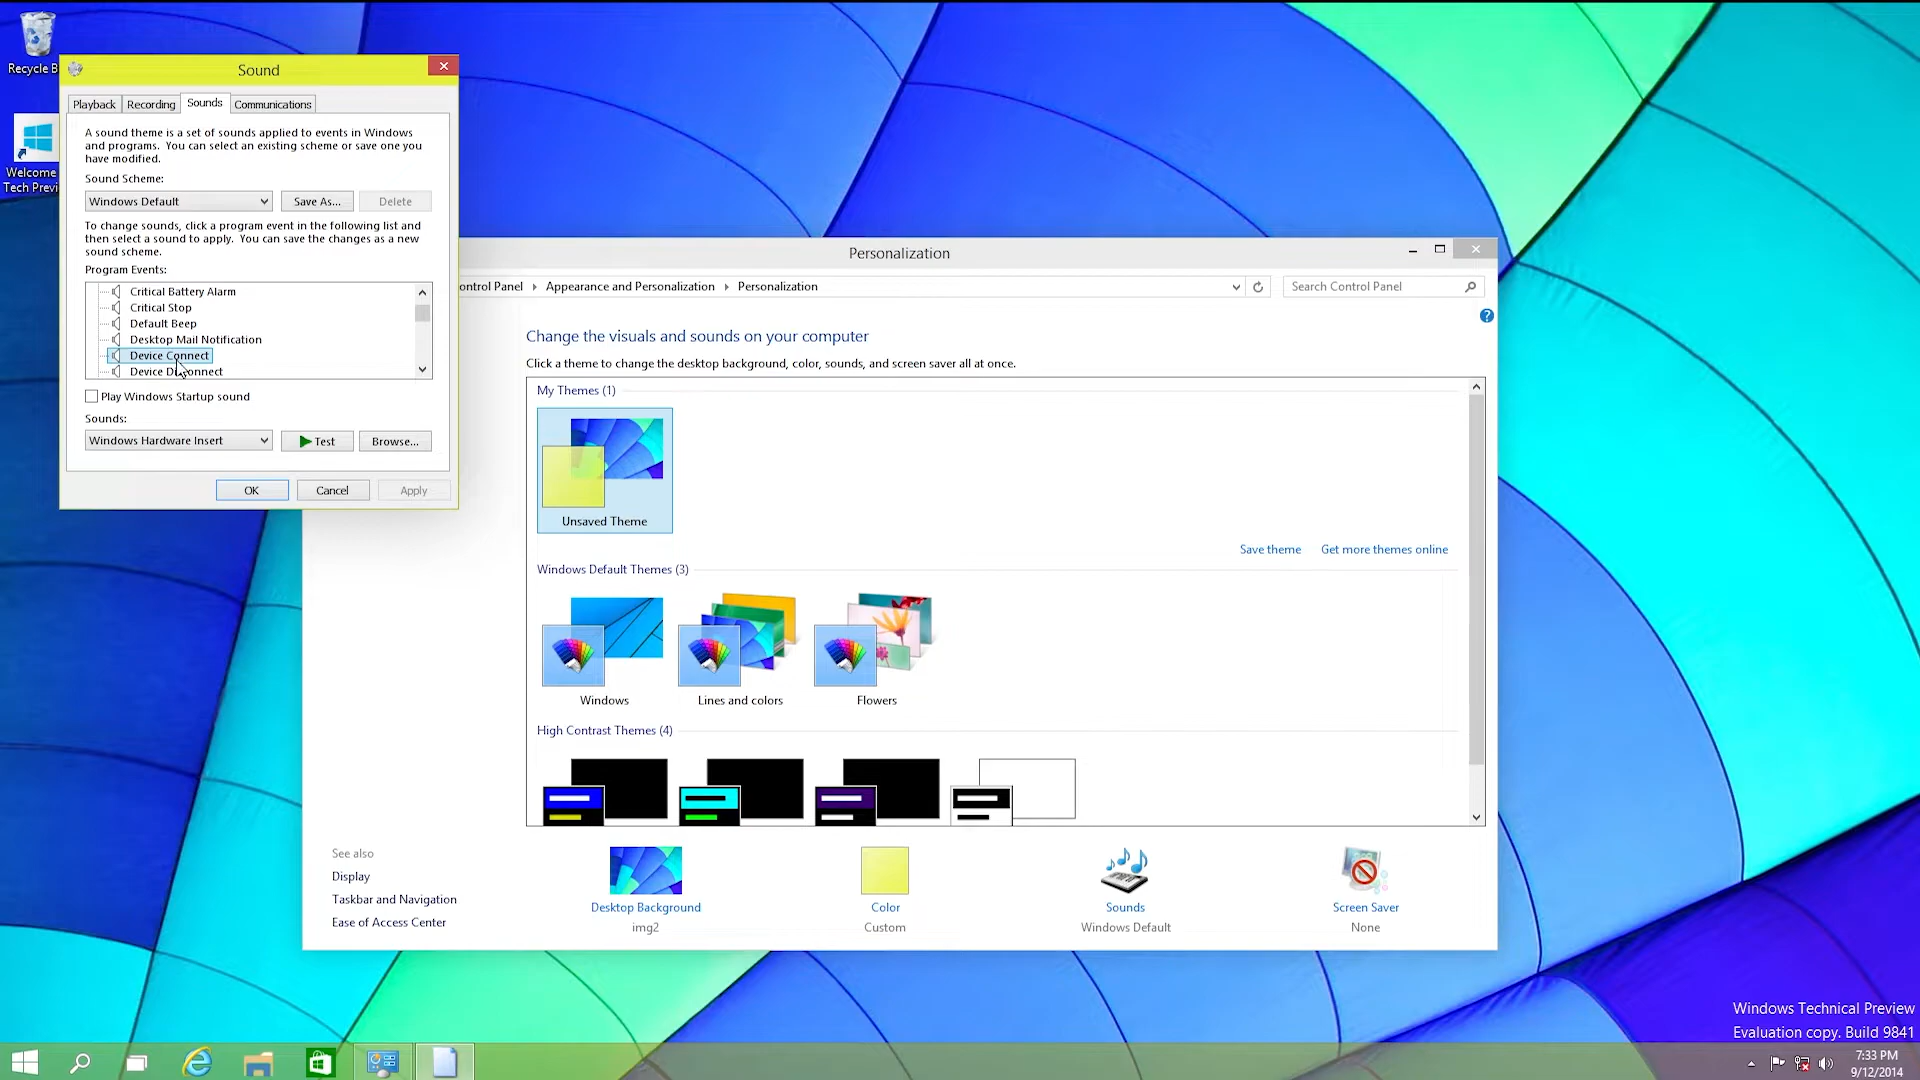 Recycle B
Welcome
Tech Previ
Sound
Playback
Recording
Sounds
Communications
A sound theme is a set of sounds applied to events in Windows
and programs. You can select an existing scheme or save one you
have modified.
Sound Scheme:
Windows Default
Save As...
Delete
To change sounds, click a program event in the following list and
then select a sound to apply. You can save the changes as a new
sound scheme.
Program Events:
Critical Battery Alarm
Critical Stop
Default Beep
Desktop Mail Notification
Device Connect
Device Disconnect
Play Windows Startup sound
Sounds:
Windows Hardware Insert
Test
Browse...
OK
Cancel
Apply
Personalization
ontrol Panel
Appearance and Personalization
Personalization
Search Control Panel
Change the visuals and sounds on your computer
Click a theme to change the desktop background, color, sounds, and screen saver all at once.
My Themes (1)
Unsaved Theme
Save theme
Get more themes online
Windows Default Themes (3)
Windows
Lines and colors
Flowers
High Contrast Themes (4)
See also
Display
Taskbar and Navigation
Ease of Access Center
Desktop Background
img2
Color
Custom
Sounds
Windows Default
Screen Saver
None
Windows Technical Preview
Evaluation copy. Build 9841
7:33 PM
9/12/2014